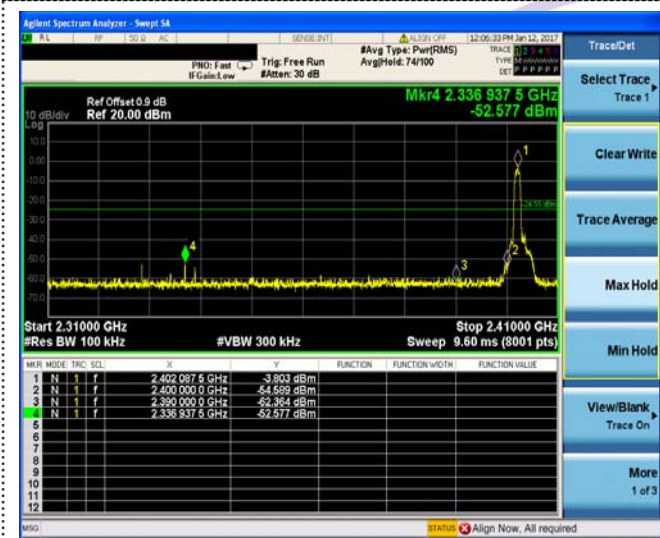 Agilent Spectrum Analyzer - Swept SA
RL RF 50 Ω AC SENSE:INT ALIGN OFF 12:06:33 PM Jan 12, 2017
#Avg Type: Pwr(RMS) TRACE 1 2 3 4 5 6
PNO: Fast Trig: Free Run Avg|Hold: 74/100 TYPE
IFGain:Low #Atten: 30 dB DET P P P P P P
Mkr4 2.336 937 5 GHz
Ref Offset 0.9 dB
10 dB/div Ref 20.00 dBm -52.577 dBm
Log
10.0
0.00
-10.0
-20.0
-24.55 dBm
-30.0
-40.0
-50.0
-60.0
-70.0
1
2
3
4
Start 2.31000 GHz Stop 2.41000 GHz
#Res BW 100 kHz #VBW 300 kHz Sweep 9.60 ms (8001 pts)
MKR MODE TRC SCL X Y FUNCTION FUNCTION WIDTH FUNCTION VALUE
1 N 1 f 2.402 087 5 GHz -3.803 dBm
2 N 1 f 2.400 000 0 GHz -54.589 dBm
3 N 1 f 2.390 000 0 GHz -62.364 dBm
4 N 1 f 2.336 937 5 GHz -52.577 dBm
5
6
7
8
9
10
11
12
MSG STATUS Align Now, All required
Trace/Det
Select Trace
Trace 1
Clear Write
Trace Average
Max Hold
Min Hold
View/Blank
Trace On
More
1 of 3